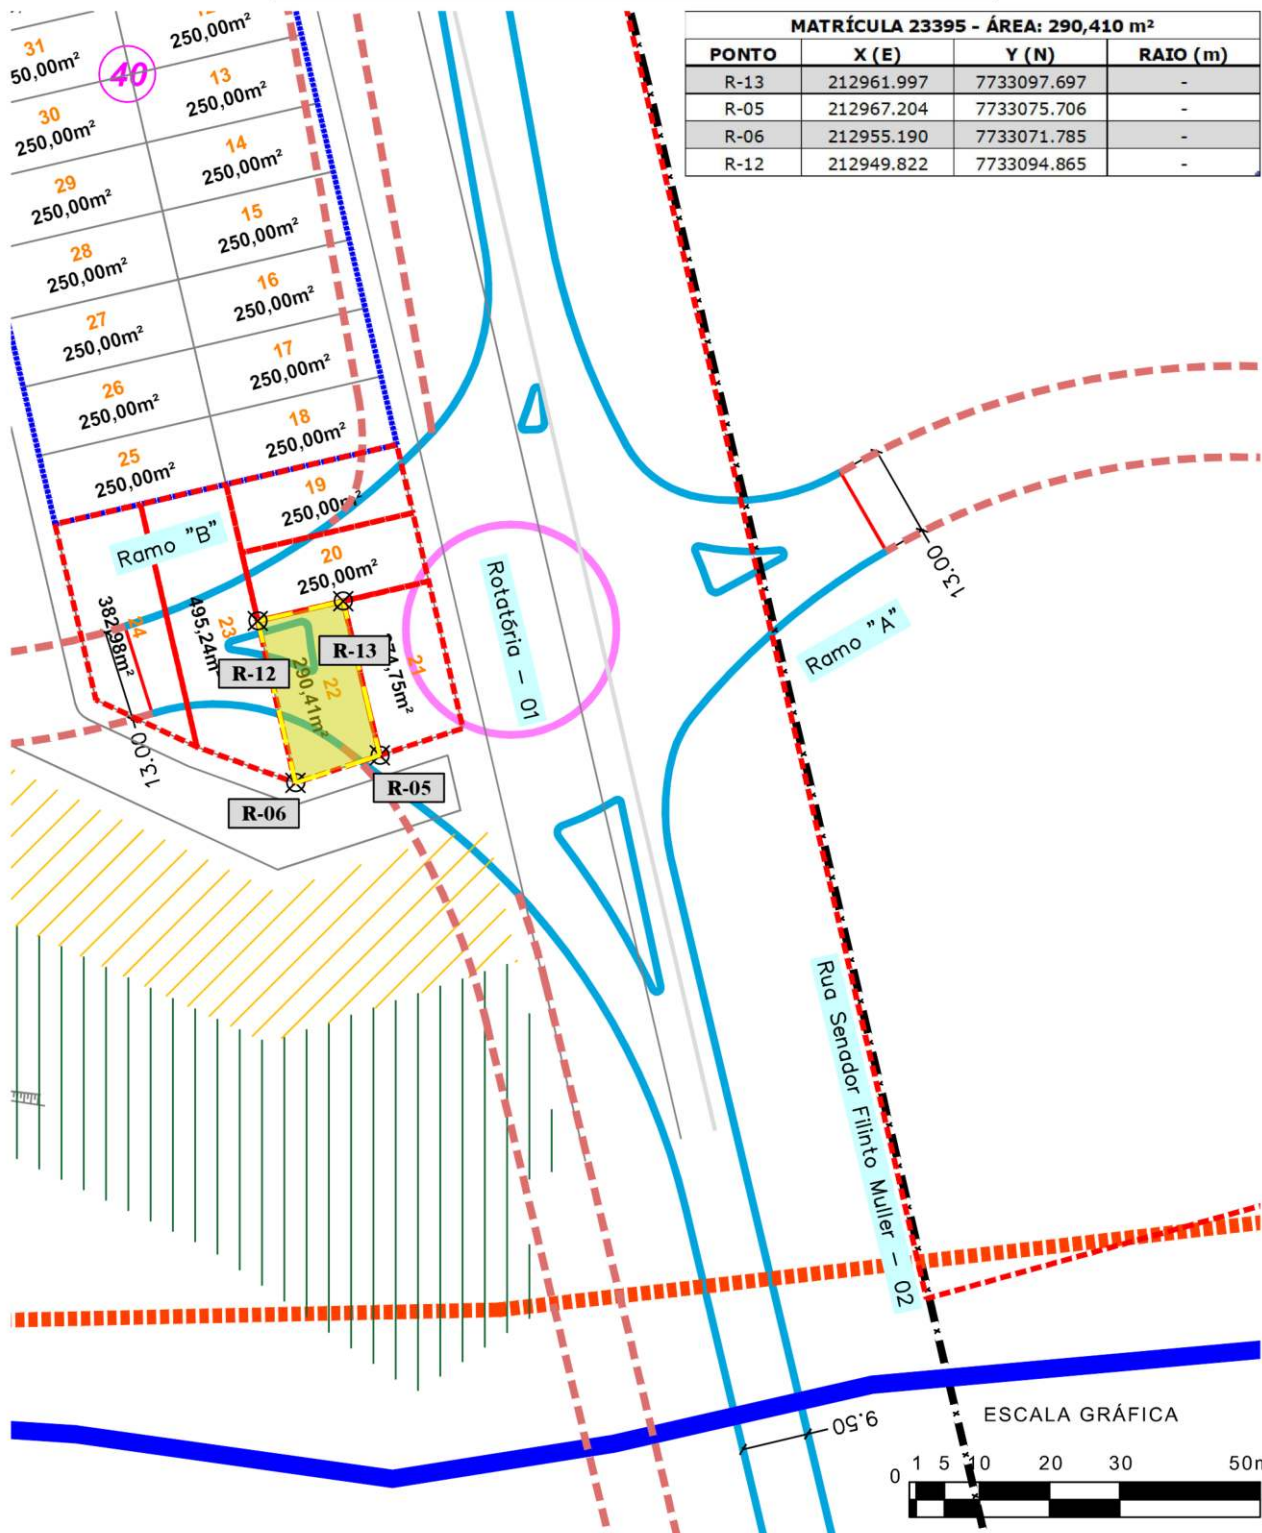 MATRÍCULA 23395 - ÁREA: 290,410 m²
PONTO X (E) Y (N) RAIO (m)
R-13 212961.997 7733097.697 -
R-05 212967.204 7733075.706 -
R-06 212955.190 7733071.785 -
R-12 212949.822 7733094.865 -
40
31
50,00m²
30
250,00m²
29
250,00m²
28
250,00m²
27
250,00m²
26
250,00m²
25
250,00m²
12
250,00m²
13
250,00m²
14
250,00m²
15
250,00m²
16
250,00m²
17
250,00m²
18
250,00m²
19
250,00m²
20
250,00m²
21
74,75m²
22
290,41m²
23
495,24m²
24
382,98m²
Ramo "B"
R-12
R-13
R-05
R-06
13.00
Rotatória – 01
Ramo "A"
13.00
Rua Senador Filinto Muller – 02
9.50
ESCALA GRÁFICA
0 1 5 10 20 30 50m